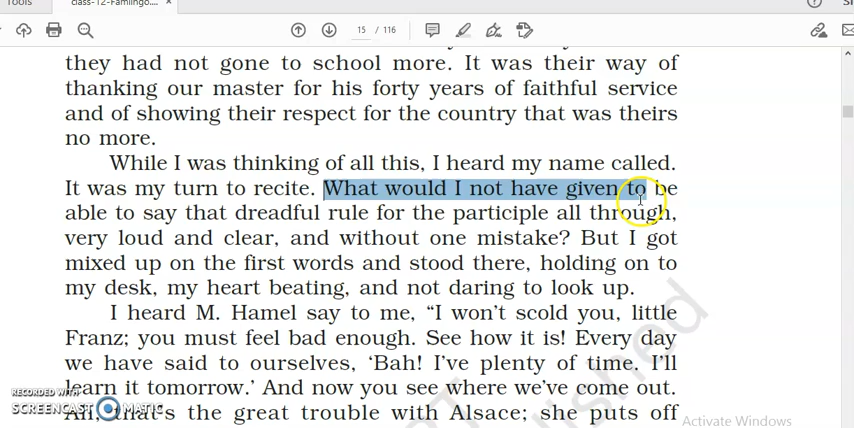 Tools
class-12-Famlingo.... ×
15 / 116
they had not gone to school more. It was their way of
thanking our master for his forty years of faithful service
and of showing their respect for the country that was theirs
no more.
While I was thinking of all this, I heard my name called.
It was my turn to recite. What would I not have given to be
able to say that dreadful rule for the participle all through,
very loud and clear, and without one mistake? But I got
mixed up on the first words and stood there, holding on to
my desk, my heart beating, and not daring to look up.
I heard M. Hamel say to me, “I won't scold you, little
Franz; you must feel bad enough. See how it is! Every day
we have said to ourselves, ‘Bah! I've plenty of time. I'll
learn it tomorrow.’ And now you see where we've come out.
Ah, that's the great trouble with Alsace; she puts off
RECORDED WITH
SCREENCAST MATIC
Activate Windows